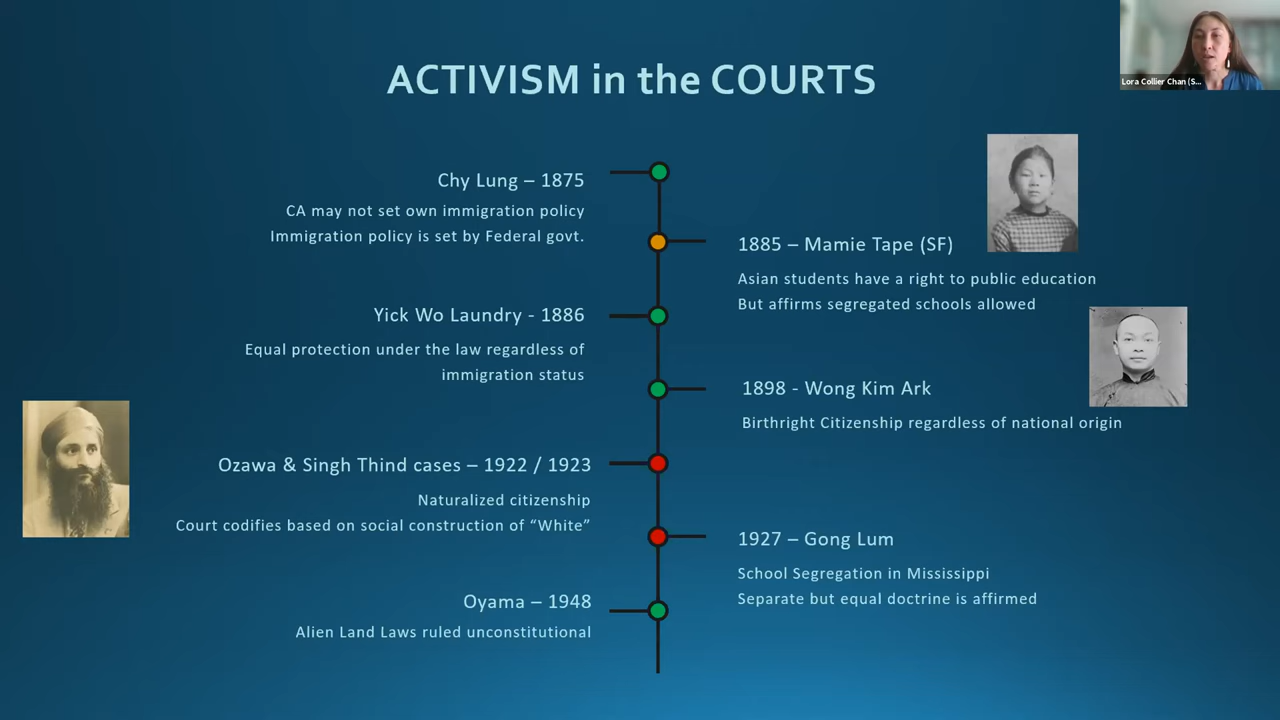 ACTIVISM in the COURTS
Lora Collier Chan (S...
Chy Lung – 1875
CA may not set own immigration policy
Immigration policy is set by Federal govt.
1885 – Mamie Tape (SF)
Asian students have a right to public education
But affirms segregated schools allowed
Yick Wo Laundry - 1886
Equal protection under the law regardless of
immigration status
1898 - Wong Kim Ark
Birthright Citizenship regardless of national origin
Ozawa & Singh Thind cases – 1922 / 1923
Naturalized citizenship
Court codifies based on social construction of “White”
1927 – Gong Lum
School Segregation in Mississippi
Separate but equal doctrine is affirmed
Oyama – 1948
Alien Land Laws ruled unconstitutional